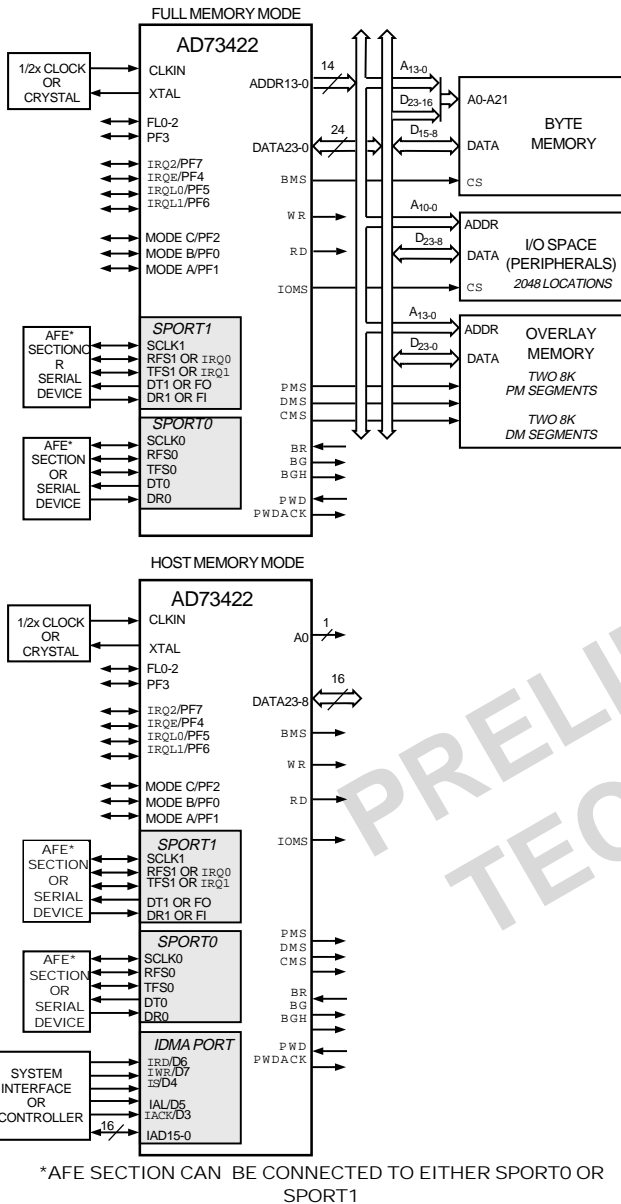 FULL MEMORY MODE
AD73422
1/2x CLOCK
OR
CRYSTAL
CLKIN
XTAL
FL0-2
PF3
IRQ2/PF7
IRQE/PF4
IRQL0/PF5
IRQL1/PF6
MODE C/PF2
MODE B/PF0
MODE A/PF1
AFE*
SECTIONO
R
SERIAL
DEVICE
SPORT1
SCLK1
RFS1 OR IRQ0
TFS1 OR IRQ1
DT1 OR FO
DR1 OR FI
AFE*
SECTION
OR
SERIAL
DEVICE
SPORT0
SCLK0
RFS0
TFS0
DT0
DR0
14
ADDR13-0
24
DATA23-0
BMS
WR
RD
IOMS
PMS
DMS
CMS
BR
BG
BGH
PWD
PWDACK
A13-0
D23-16
D15-8
A10-0
D23-8
A13-0
D23-0
A0-A21
DATA
CS
BYTE
MEMORY
ADDR
DATA
CS
I/O SPACE
(PERIPHERALS)
2048 LOCATIONS
ADDR
DATA
OVERLAY
MEMORY
TWO 8K
PM SEGMENTS
TWO 8K
DM SEGMENTS
HOST MEMORY MODE
AD73422
1/2x CLOCK
OR
CRYSTAL
CLKIN
XTAL
FL0-2
PF3
IRQ2/PF7
IRQE/PF4
IRQL0/PF5
IRQL1/PF6
MODE C/PF2
MODE B/PF0
MODE A/PF1
AFE*
SECTION
OR
SERIAL
DEVICE
SPORT1
SCLK1
RFS1 OR IRQ0
TFS1 OR IRQ1
DT1 OR FO
DR1 OR FI
AFE*
SECTION
OR
SERIAL
DEVICE
SPORT0
SCLK0
RFS0
TFS0
DT0
DR0
SYSTEM
INTERFACE
OR
CONTROLLER
IDMA PORT
IRD/D6
IWR/D7
IS/D4
IAL/D5
IACK/D3
16
IAD15-0
1
A0
16
DATA23-8
BMS
WR
RD
IOMS
PMS
DMS
CMS
BR
BG
BGH
PWD
PWDACK
PRELI
TEC
*AFE SECTION CAN BE CONNECTED TO EITHER SPORT0 OR
SPORT1